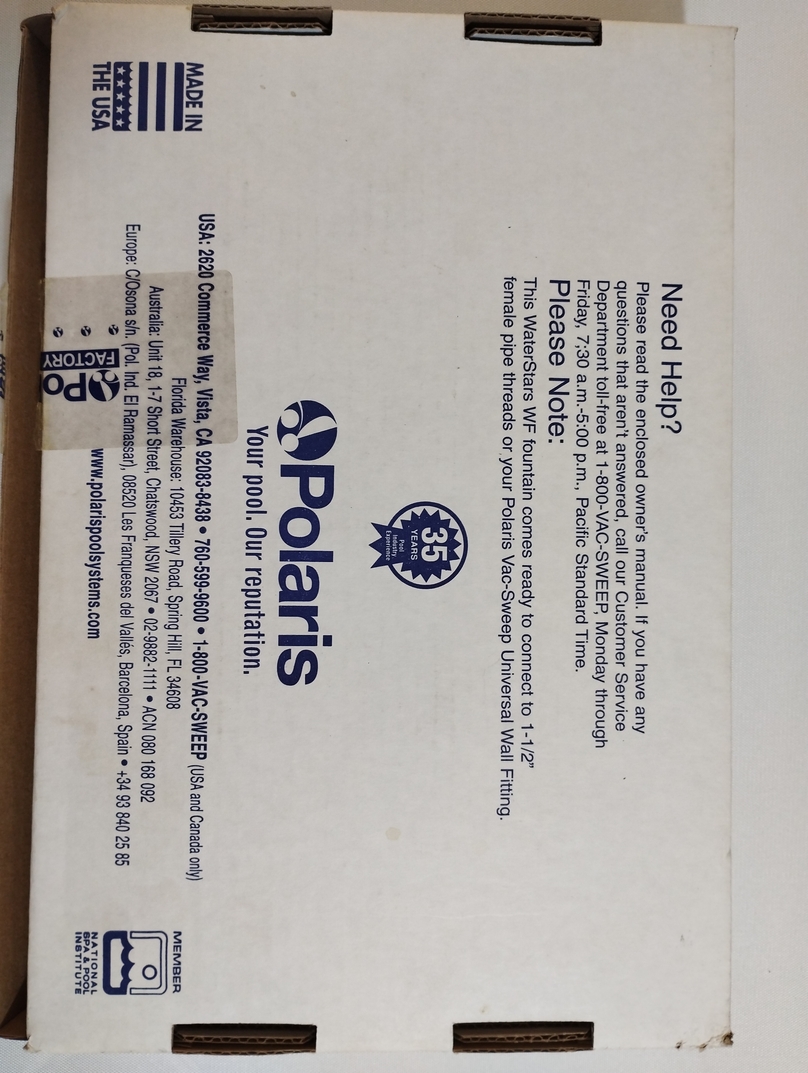 Need Help?
Please read the enclosed owner's manual. If you have any
questions that aren't answered, call our Customer Service
Department toll-free at 1-800-VAC-SWEEP, Monday through
Friday, 7;30 a.m.-5:00 p.m., Pacific Standard Time.
Please Note:
This WaterStars WF fountain comes ready to connect to 1-1/2"
female pipe threads or your Polaris Vac-Sweep Universal Wall Fitting.
35
YEARS
Pool
Industry
Experience
Polaris
Your pool. Our reputation.
MADE IN
THE USA
USA: 2620 Commerce Way, Vista, CA 92083-8438 • 760-599-9600 • 1-800-VAC-SWEEP (USA and Canada only)
Florida Warehouse: 10453 Tillery Road, Spring Hill, FL 34608
Australia: Unit 18, 1-7 Short Street, Chatswood, NSW 2067 • 02-9882-1111 • ACN 080 168 092
Europe: C/Osona s/n. (Pol. Ind. El Ramassar), 08520 Les Franqueses del Vallés, Barcelona, Spain • +34 93 840 25 85
www.polarispoolsystems.com
MEMBER
NATIONAL
SPA & POOL
INSTITUTE
Po
FACTORY